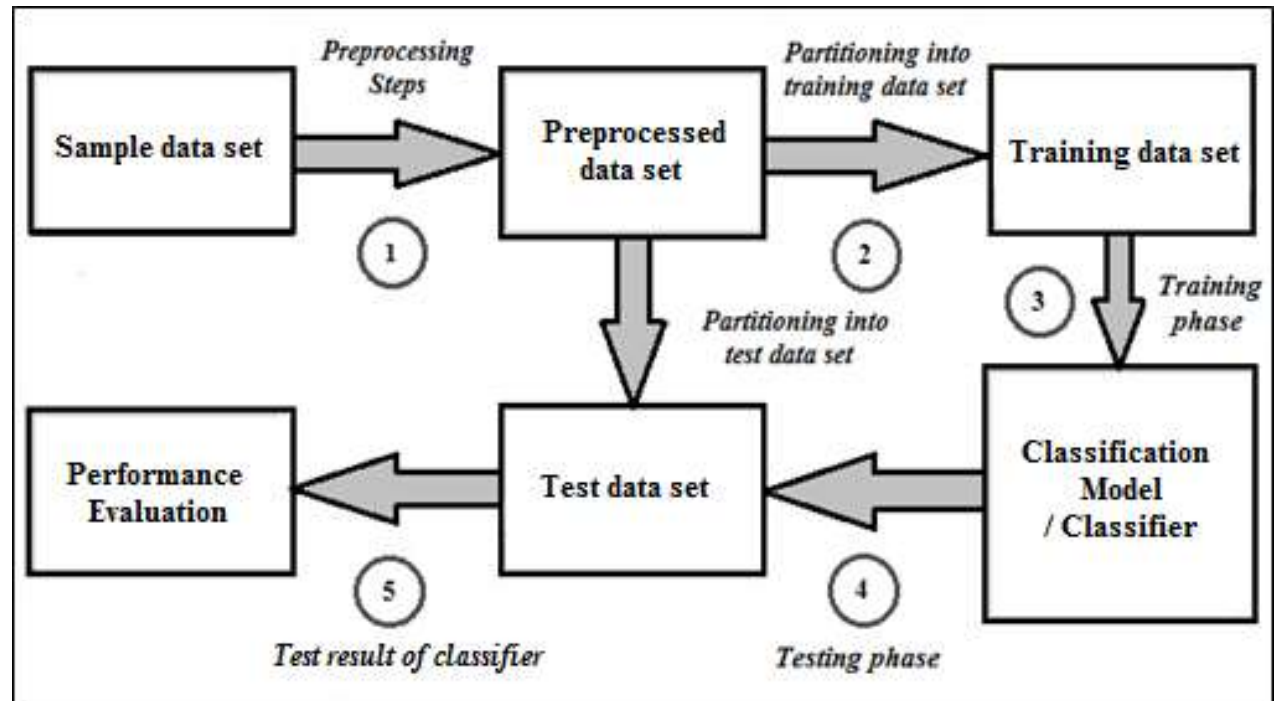 Preprocessing
Steps
Partitioning into
training data set
Sample data set
Preprocessed
data set
Training data set
1
2
3
Training
phase
Partitioning into
test data set
Performance
Evaluation
Test data set
Classification
Model
/ Classifier
5
4
Test result of classifier
Testing phase